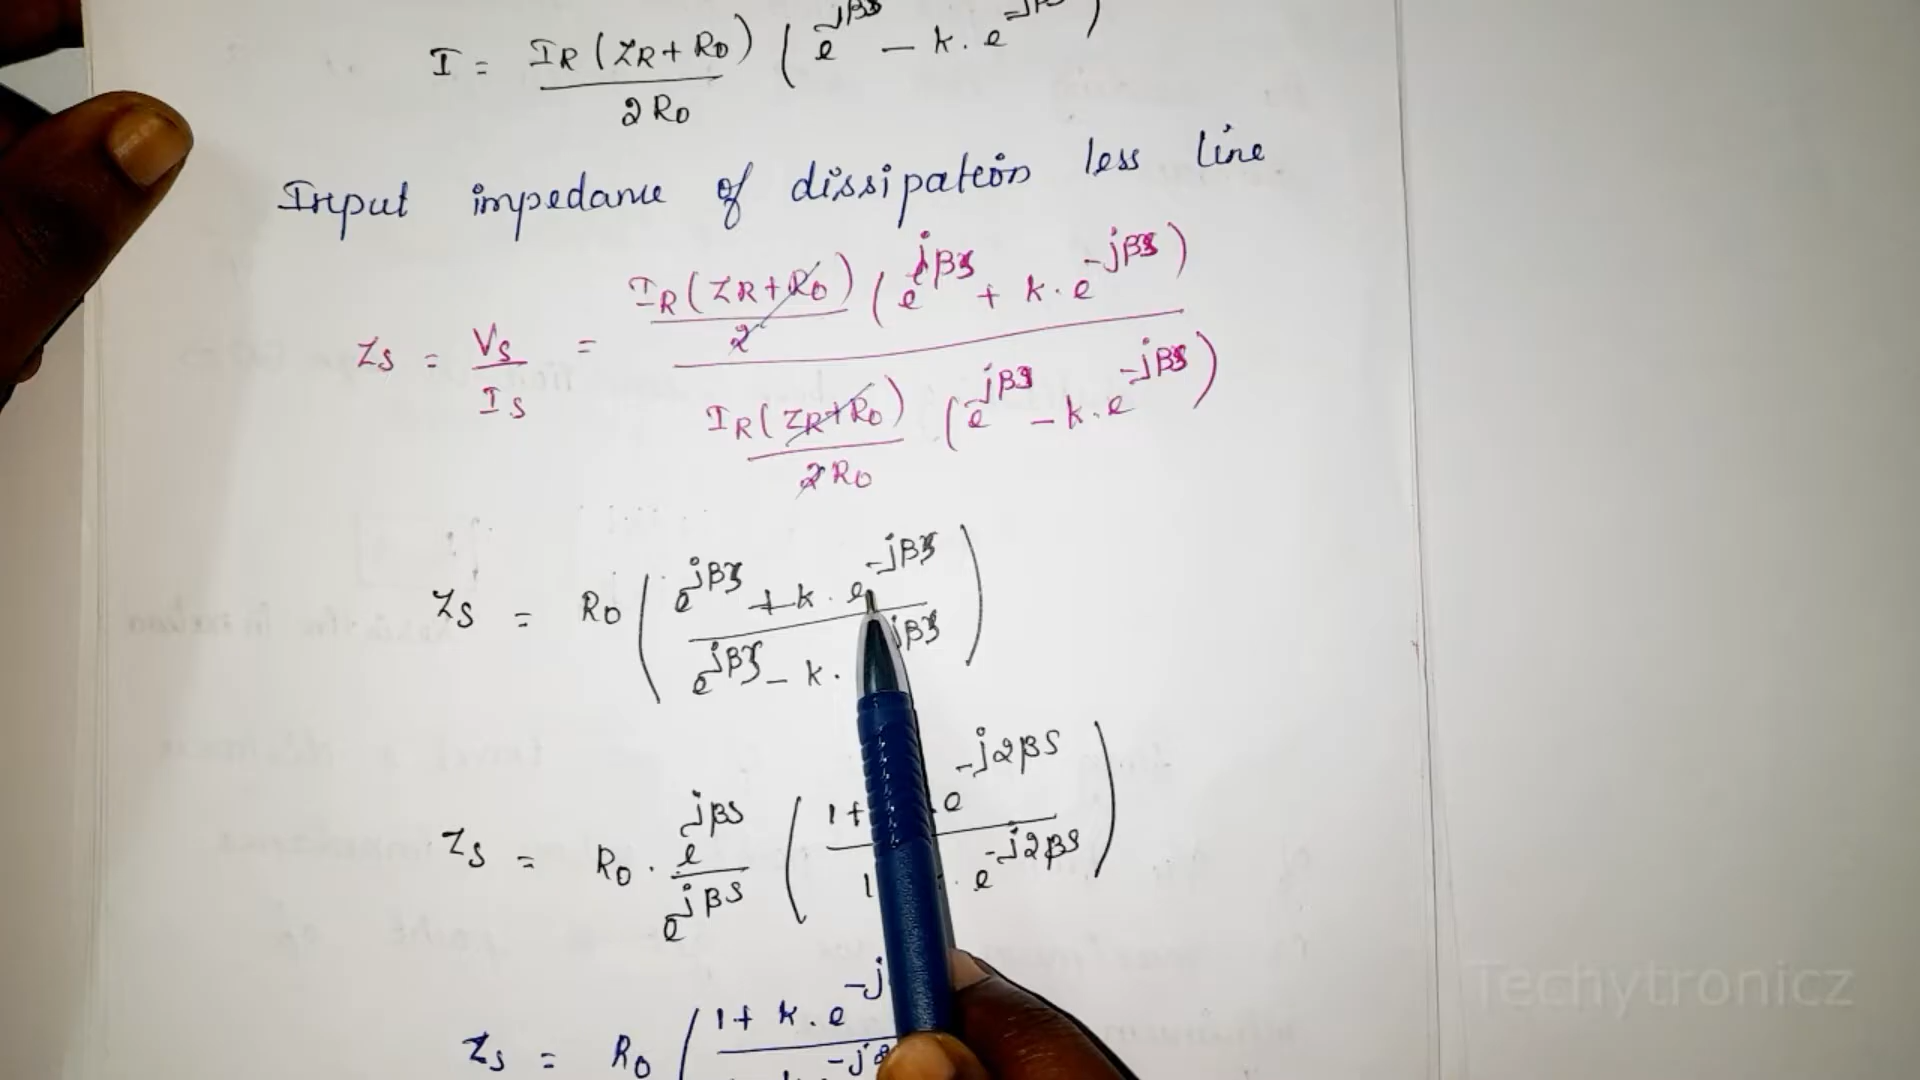 I = IR (ZR + R0) / 2R0 ( e^jβs - k. e^-jβs )
Input impedance of dissipation less line
Zs = Vs / Is = IR (ZR + R0) / 2 ( e^jβs + k. e^-jβs ) / IR (ZR + R0) / 2R0 ( e^jβs - k. e^-jβs )
Zs = R0 ( e^jβs + k. e^-jβs / e^jβs - k. jβs )
Zs = R0 . e^jβs / e^jβs ( 1 + .e^-j2βs / 1 . e^-j2βs )
Zs = R0 ( 1 + k. e^-j
Techytronicz